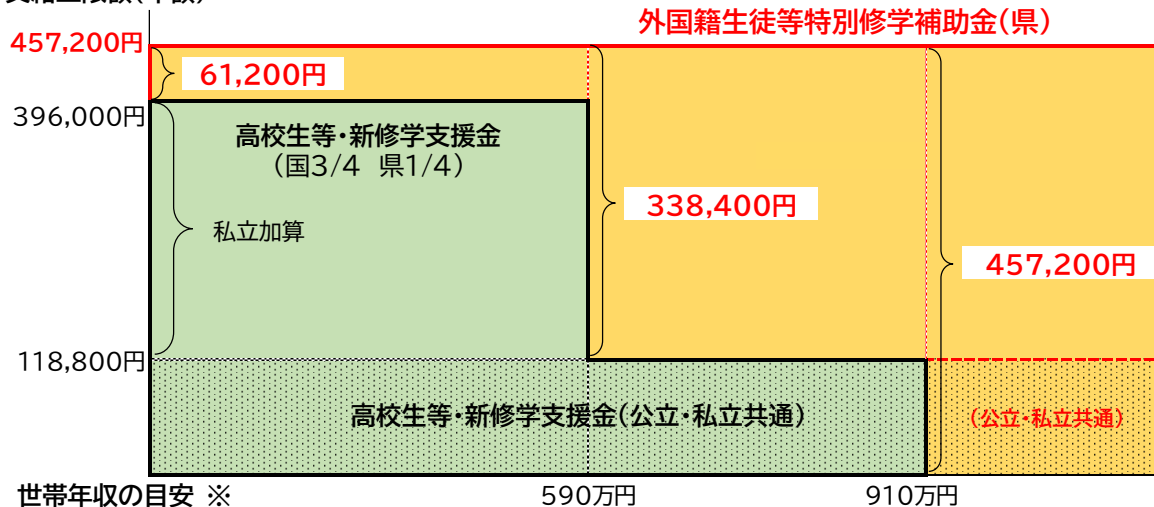 外国籍生徒等特別修学補助金(県)
457,200円
61,200円
396,000円
高校生等・新修学支援金
(国3/4 県1/4)
338,400円
私立加算
457,200円
118,800円
高校生等・新修学支援金(公立・私立共通)
(公立・私立共通)
世帯年収の目安 ※
590万円
910万円